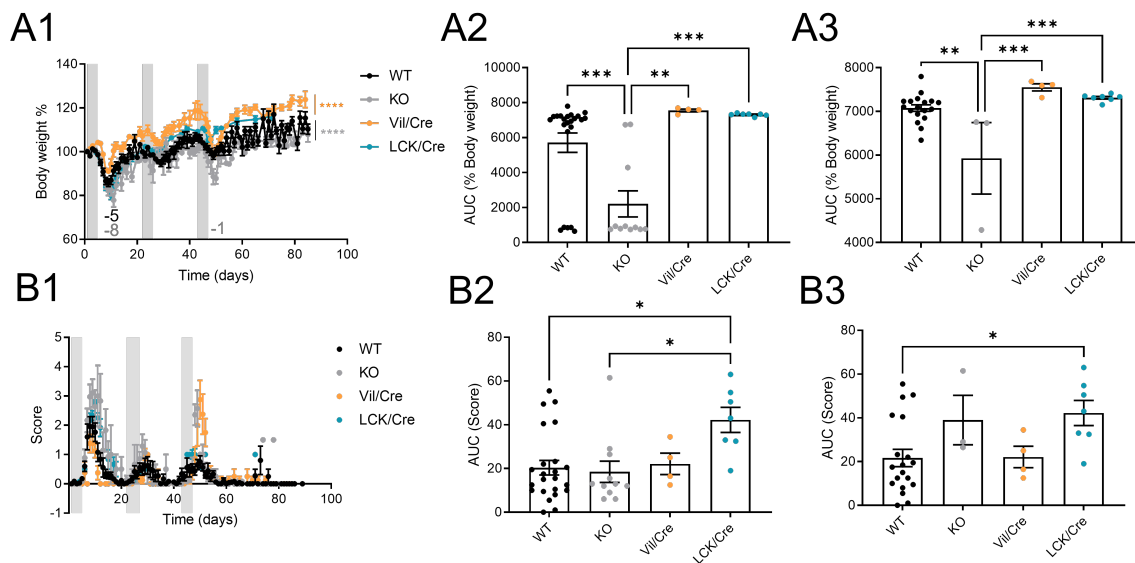 A1
Body weight %
140
120
100
80
60
0
20
40
60
80
100
Time (days)
-5
-8
-1
****
****
WT
KO
Vil/Cre
LCK/Cre
A2
AUC (% Body weight)
10000
8000
6000
4000
2000
0
***
**
***
WT
KO
Vil/Cre
LCK/Cre
A3
AUC (% Body weight)
8000
7000
6000
5000
4000
**
***
***
WT
KO
Vil/Cre
LCK/Cre
B1
Score
5
4
3
2
1
0
-1
20
40
60
80
100
Time (days)
WT
KO
Vil/Cre
LCK/Cre
B2
AUC (Score)
80
60
40
20
0
*
*
WT
KO
Vil/Cre
LCK/Cre
B3
AUC (Score)
80
60
40
20
0
*
WT
KO
Vil/Cre
LCK/Cre